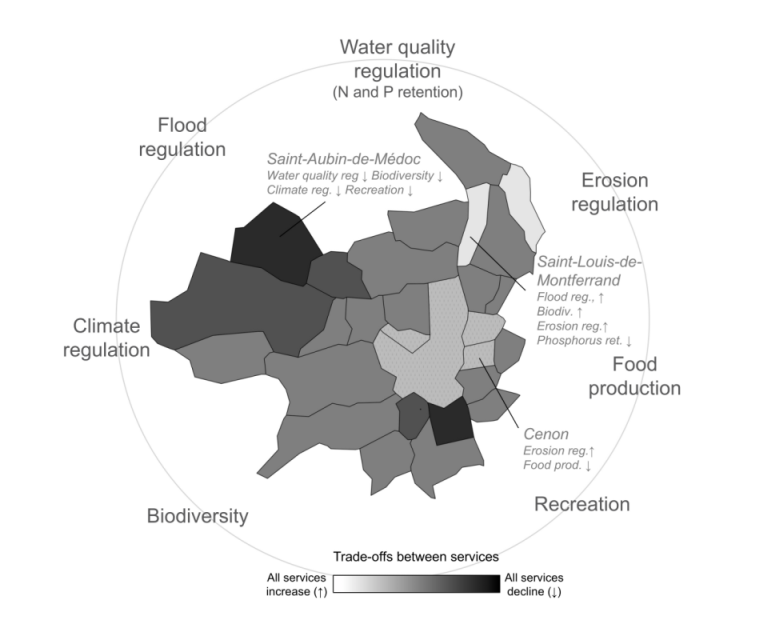 Water quality
regulation
(N and P retention)
Flood
regulation
Saint-Aubin-de-Médoc
Water quality reg ↓ Biodiversity ↓
Climate reg. ↓ Recreation ↓
Erosion
regulation
Saint-Louis-de-
Montferrand
Flood reg., ↑
Biodiv. ↑
Erosion reg.↑
Phosphorus ret. ↓
Climate
regulation
Food
production
Cenon
Erosion reg.↑
Food prod. ↓
Recreation
Biodiversity
Trade-offs between services
All services
increase (↑)
All services
decline (↓)